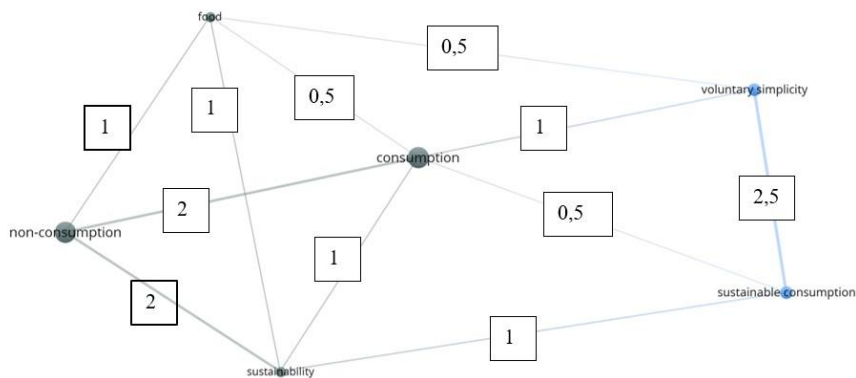 food
0,5
voluntary simplicity
0,5
1
1
1
consumption
2
0,5
2,5
non-consumption
1
2
sustainable consumption
1
sustainability